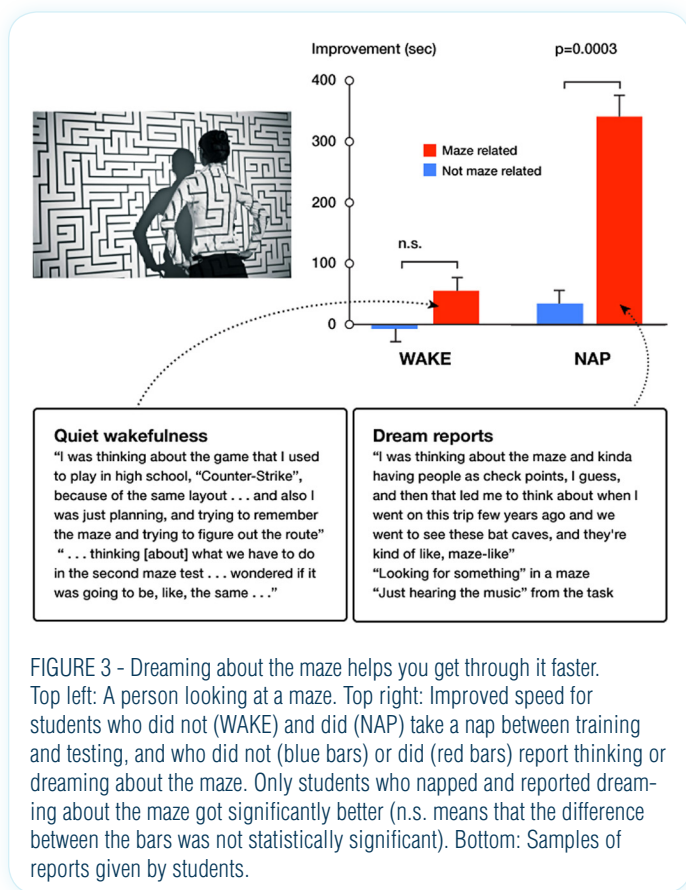 Improvement (sec)
p=0.0003
400
300
200
100
0
Maze related
Not maze related
n.s.
WAKE
NAP
Quiet wakefulness
“I was thinking about the game that I used
to play in high school, “Counter-Strike”,
because of the same layout . . . and also I
was just planning, and trying to remember
the maze and trying to figure out the route”
“ . . . thinking [about] what we have to do
in the second maze test . . . wondered if it
was going to be, like, the same . . .”
Dream reports
“I was thinking about the maze and kinda
having people as check points, I guess,
and then that led me to think about when I
went on this trip few years ago and we
went to see these bat caves, and they're
kind of like, maze-like”
“Looking for something” in a maze
“Just hearing the music” from the task
FIGURE 3 - Dreaming about the maze helps you get through it faster.
Top left: A person looking at a maze. Top right: Improved speed for
students who did not (WAKE) and did (NAP) take a nap between training
and testing, and who did not (blue bars) or did (red bars) report thinking or
dreaming about the maze. Only students who napped and reported dream-
ing about the maze got significantly better (n.s. means that the difference
between the bars was not statistically significant). Bottom: Samples of
reports given by students.